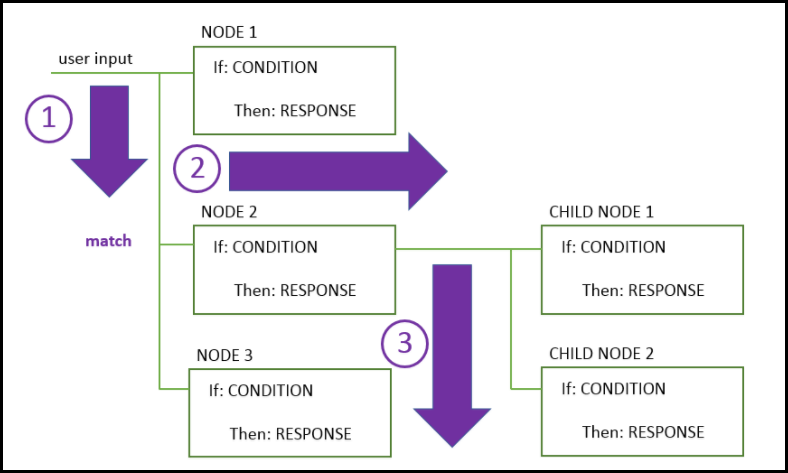 NODE 1
user input
If: CONDITION
Then: RESPONSE
1
2
match
NODE 2
If: CONDITION
Then: RESPONSE
CHILD NODE 1
If: CONDITION
Then: RESPONSE
3
NODE 3
If: CONDITION
Then: RESPONSE
CHILD NODE 2
If: CONDITION
Then: RESPONSE